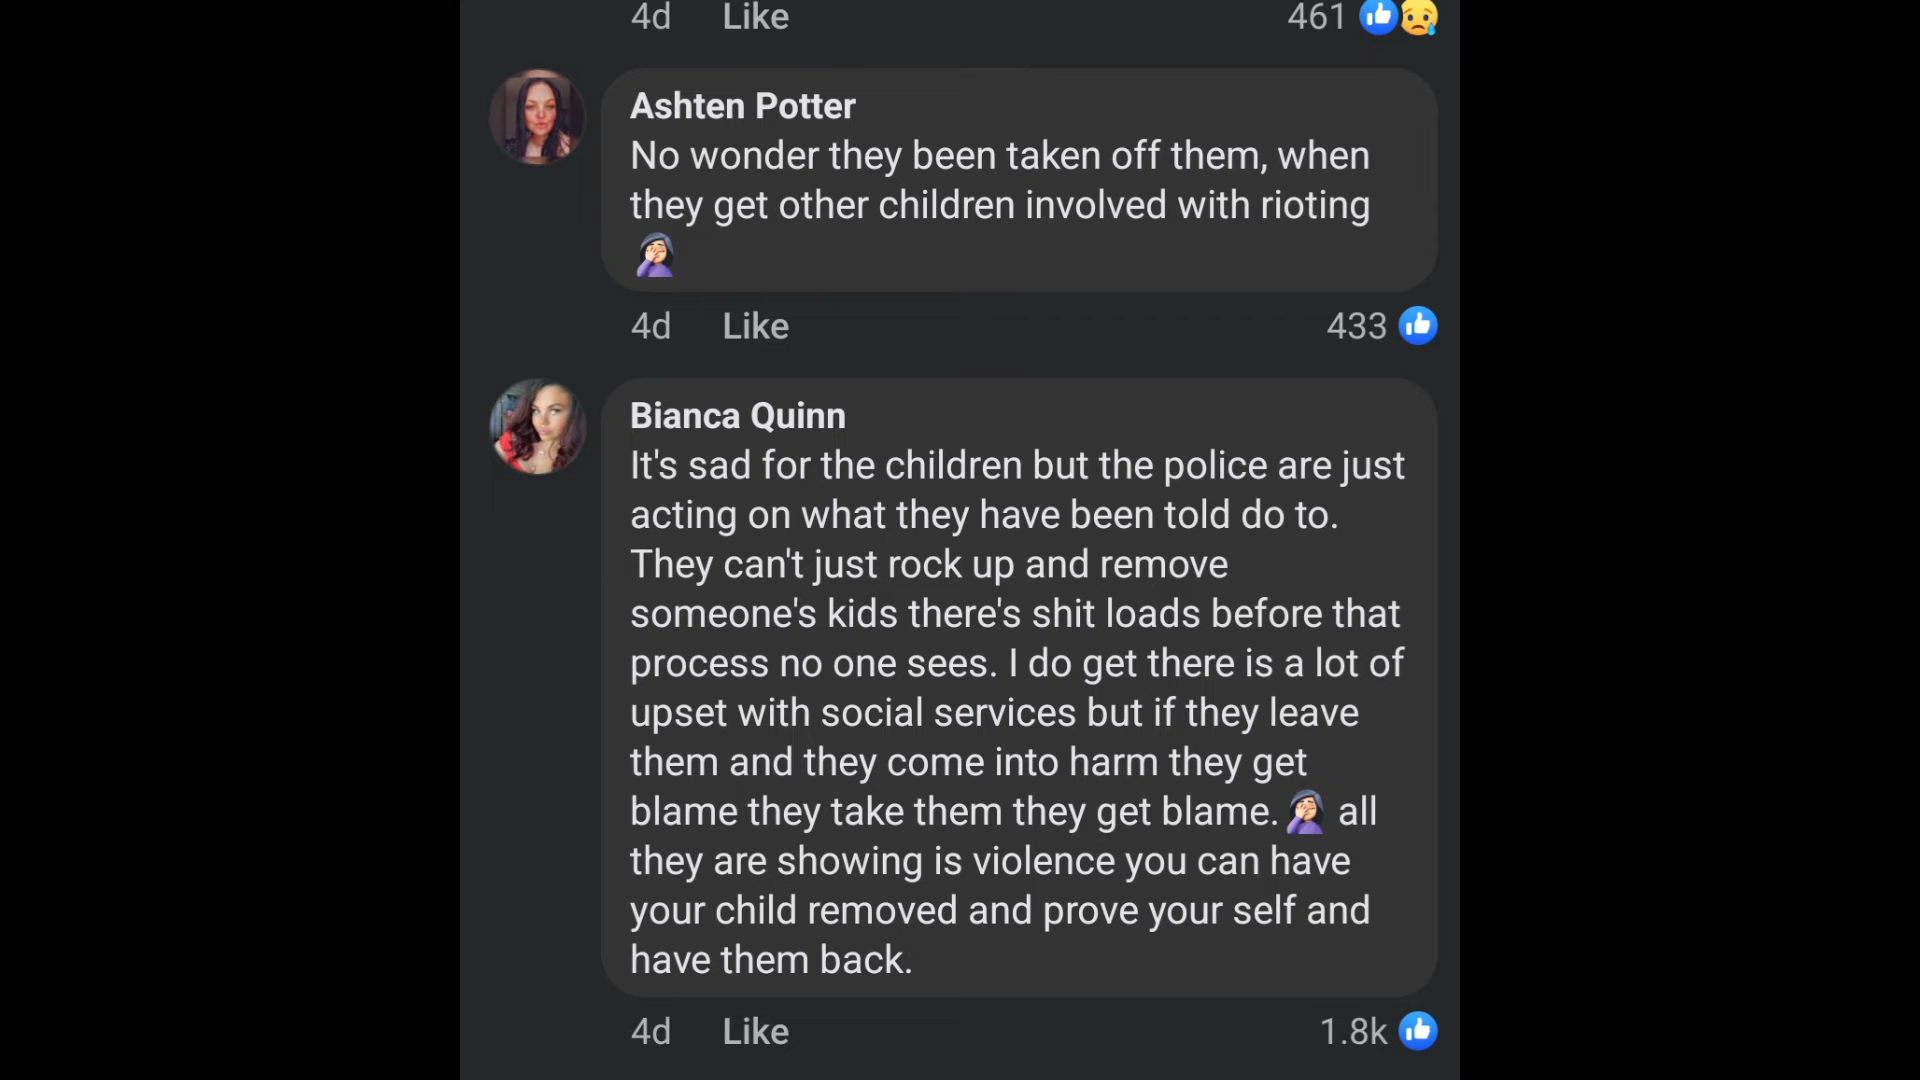 4d Like 461
Ashten Potter
No wonder they been taken off them, when
they get other children involved with rioting
🤦🏻‍♀️
4d Like 433
Bianca Quinn
It's sad for the children but the police are just
acting on what they have been told do to.
They can't just rock up and remove
someone's kids there's shit loads before that
process no one sees. I do get there is a lot of
upset with social services but if they leave
them and they come into harm they get
blame they take them they get blame.🤦🏻‍♀️ all
they are showing is violence you can have
your child removed and prove your self and
have them back.
4d Like 1.8k